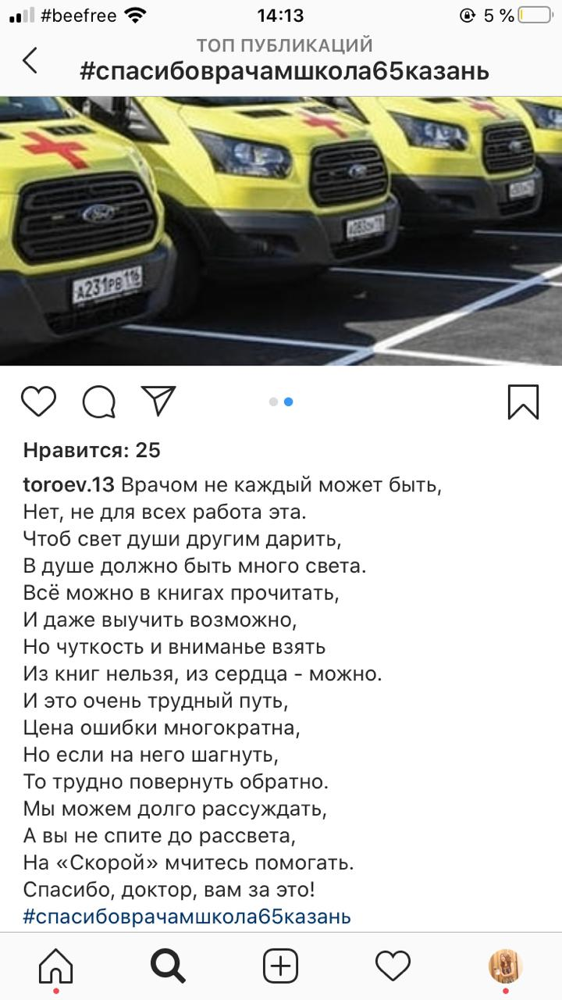 #beefree
14:13
5 %
ТОП ПУБЛИКАЦИЙ
#спасибоврачамшкола65казань
Ford
А231РВ 116
Нравится: 25
toroev.13 Врачом не каждый может быть,
Нет, не для всех работа эта.
Чтоб свет души другим дарить,
В душе должно быть много света.
Всё можно в книгах прочитать,
И даже выучить возможно,
Но чуткость и вниманье взять
Из книг нельзя, из сердца - можно.
И это очень трудный путь,
Цена ошибки многократна,
Но если на него шагнуть,
То трудно повернуть обратно.
Мы можем долго рассуждать,
А вы не спите до рассвета,
На «Скорой» мчитесь помогать.
Спасибо, доктор, вам за это!
#спасибоврачамшкола65казань